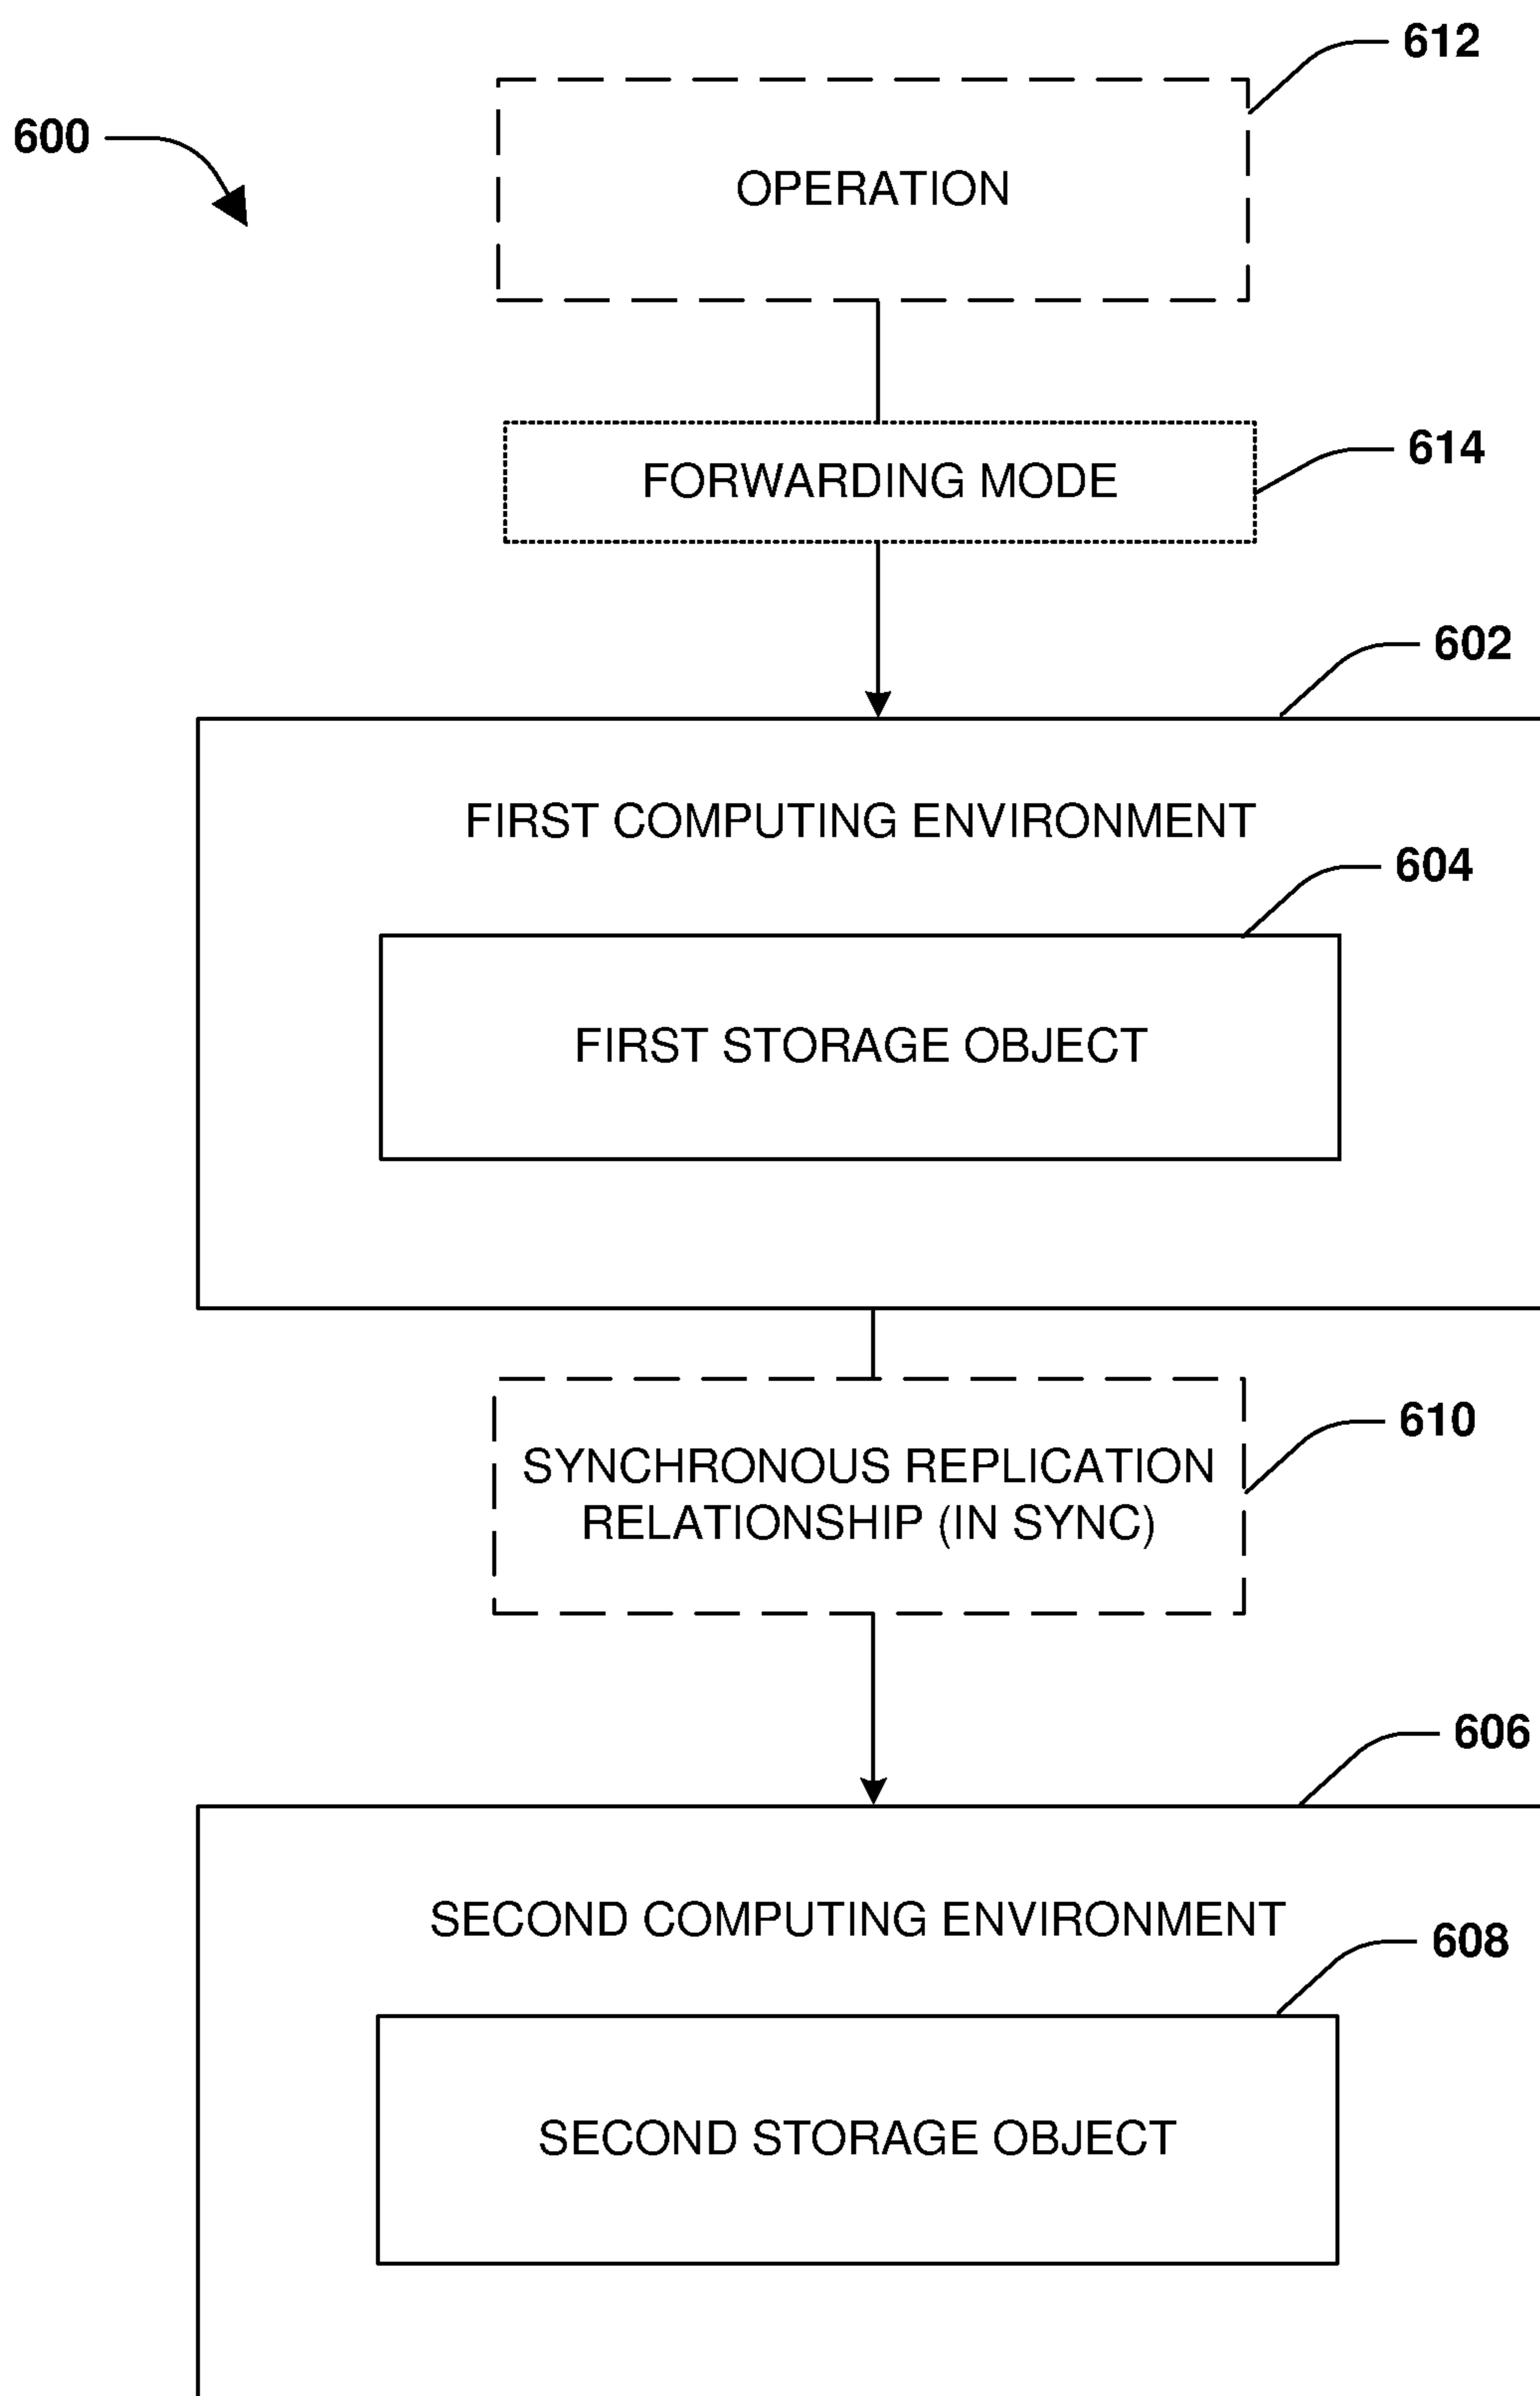 612
600
OPERATION
614
FORWARDING MODE
602
FIRST COMPUTING ENVIRONMENT
604
FIRST STORAGE OBJECT
610
SYNCHRONOUS REPLICATION
RELATIONSHIP (IN SYNC)
606
SECOND COMPUTING ENVIRONMENT
608
SECOND STORAGE OBJECT